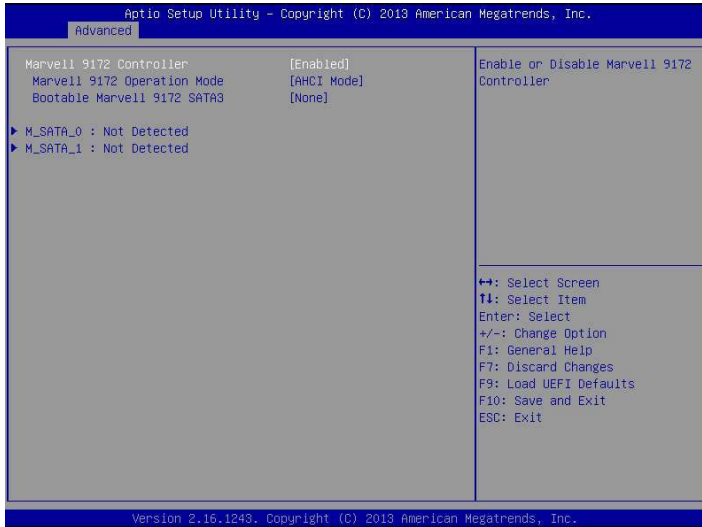 Aptio Setup Utility – Copyright (C) 2013 American Megatrends, Inc.
Advanced
Marvell 9172 Controller [Enabled]
Marvell 9172 Operation Mode [AHCI Mode]
Bootable Marvell 9172 SATA3 [None]
▶ M_SATA_0 : Not Detected
▶ M_SATA_1 : Not Detected
Enable or Disable Marvell 9172
Controller
↔: Select Screen
↑↓: Select Item
Enter: Select
+/-: Change Option
F1: General Help
F7: Discard Changes
F9: Load UEFI Defaults
F10: Save and Exit
ESC: Exit
Version 2.16.1243. Copyright (C) 2013 American Megatrends, Inc.